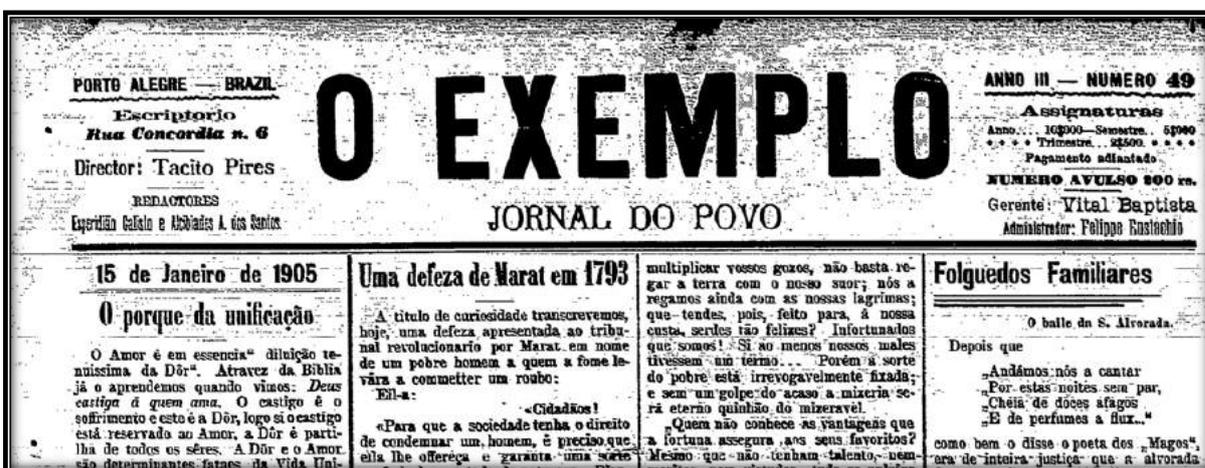 PORTO ALEGRE — BRAZIL
Escriptorio
Rua Concordia n. 6
Director: Tacito Pires
REDACTORES
Esperidião Calisto e Alcibiades A. dos Santos
O EXEMPLO
JORNAL DO POVO
ANNO III — NUMERO 49
Assignaturas
Anno.... 10$000—Semestre.. 5$000
Trimestre... 2$500.
Pagamento adiantado
NUMERO AVULSO 200 rs.
Gerente: Vital Baptista
Administrator: Felippe Eustachio
15 de Janeiro de 1905
O porque da unificação
O Amor é em essencia“ diluição te-
nuissima da Dôr“. Atravez da Biblia
já o aprendemos quando vimos: Deus
castiga á quem ama. O castigo é o
soffrimento e esto é a Dôr, logo si o castigo
está reservado ao Amor, a Dôr é parti-
lha de todos os sêres. A Dôr e o Amor
são determinantes fataes da Vida Uni-
Uma defeza de Marat em 1793
A titulo de curiosidade transcrevemos,
hoje, uma defeza apresentada ao tribu-
nal revolucionario por Marat em nome
de um pobre homem a quem a fome le-
vára a commetter um roubo:
Eil-a:
«Cidadãos!
«Para que a sociedade tenha o direito
de condemnar um homem, é preciso que
ella lhe offereça e garanta uma sorte
multiplicar vossos gozos, não basta re-
gar a terra com o nosso suor; nós a
regamos ainda com as nossas lagrimas;
que tendes, pois, feito para, á nossa
custa, serdes tão felizes? Infortunados
que somos! Si ao menos nossos males
tivessem um termo... Porém a sorte
do pobre está irrevogavelmente fixada;
e sem um golpe do acaso a mizeria se-
rá eterno quinhão do mizeravel.
„Quem não conhece as vantagens que
a fortuna assegura aos seus favoritos?
Mesmo que não tenham talento, nem
Folguedos Familiares
O baile da S. Alvorada.
Depois que
„Andámos nós a cantar
„Por estas noites sem par,
„Cheia de dôces afagos
„E de perfumes a flux..“
como bem o disse o poeta dos „Magos“,
era de inteira justiça que a alvorada